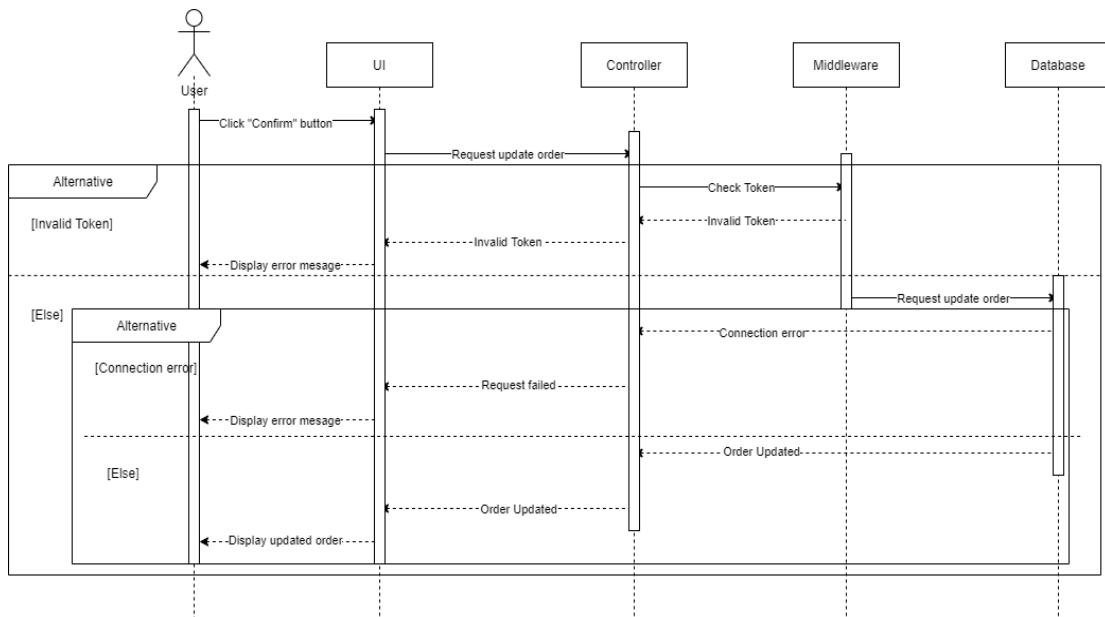 User
UI
Controller
Middleware
Database
Click "Confirm" button
Request update order
Alternative
Check Token
[Invalid Token]
Invalid Token
Invalid Token
Display error mesage
Request update order
[Else]
Alternative
Connection error
[Connection error]
Request failed
Display error mesage
Order Updated
[Else]
Order Updated
Display updated order